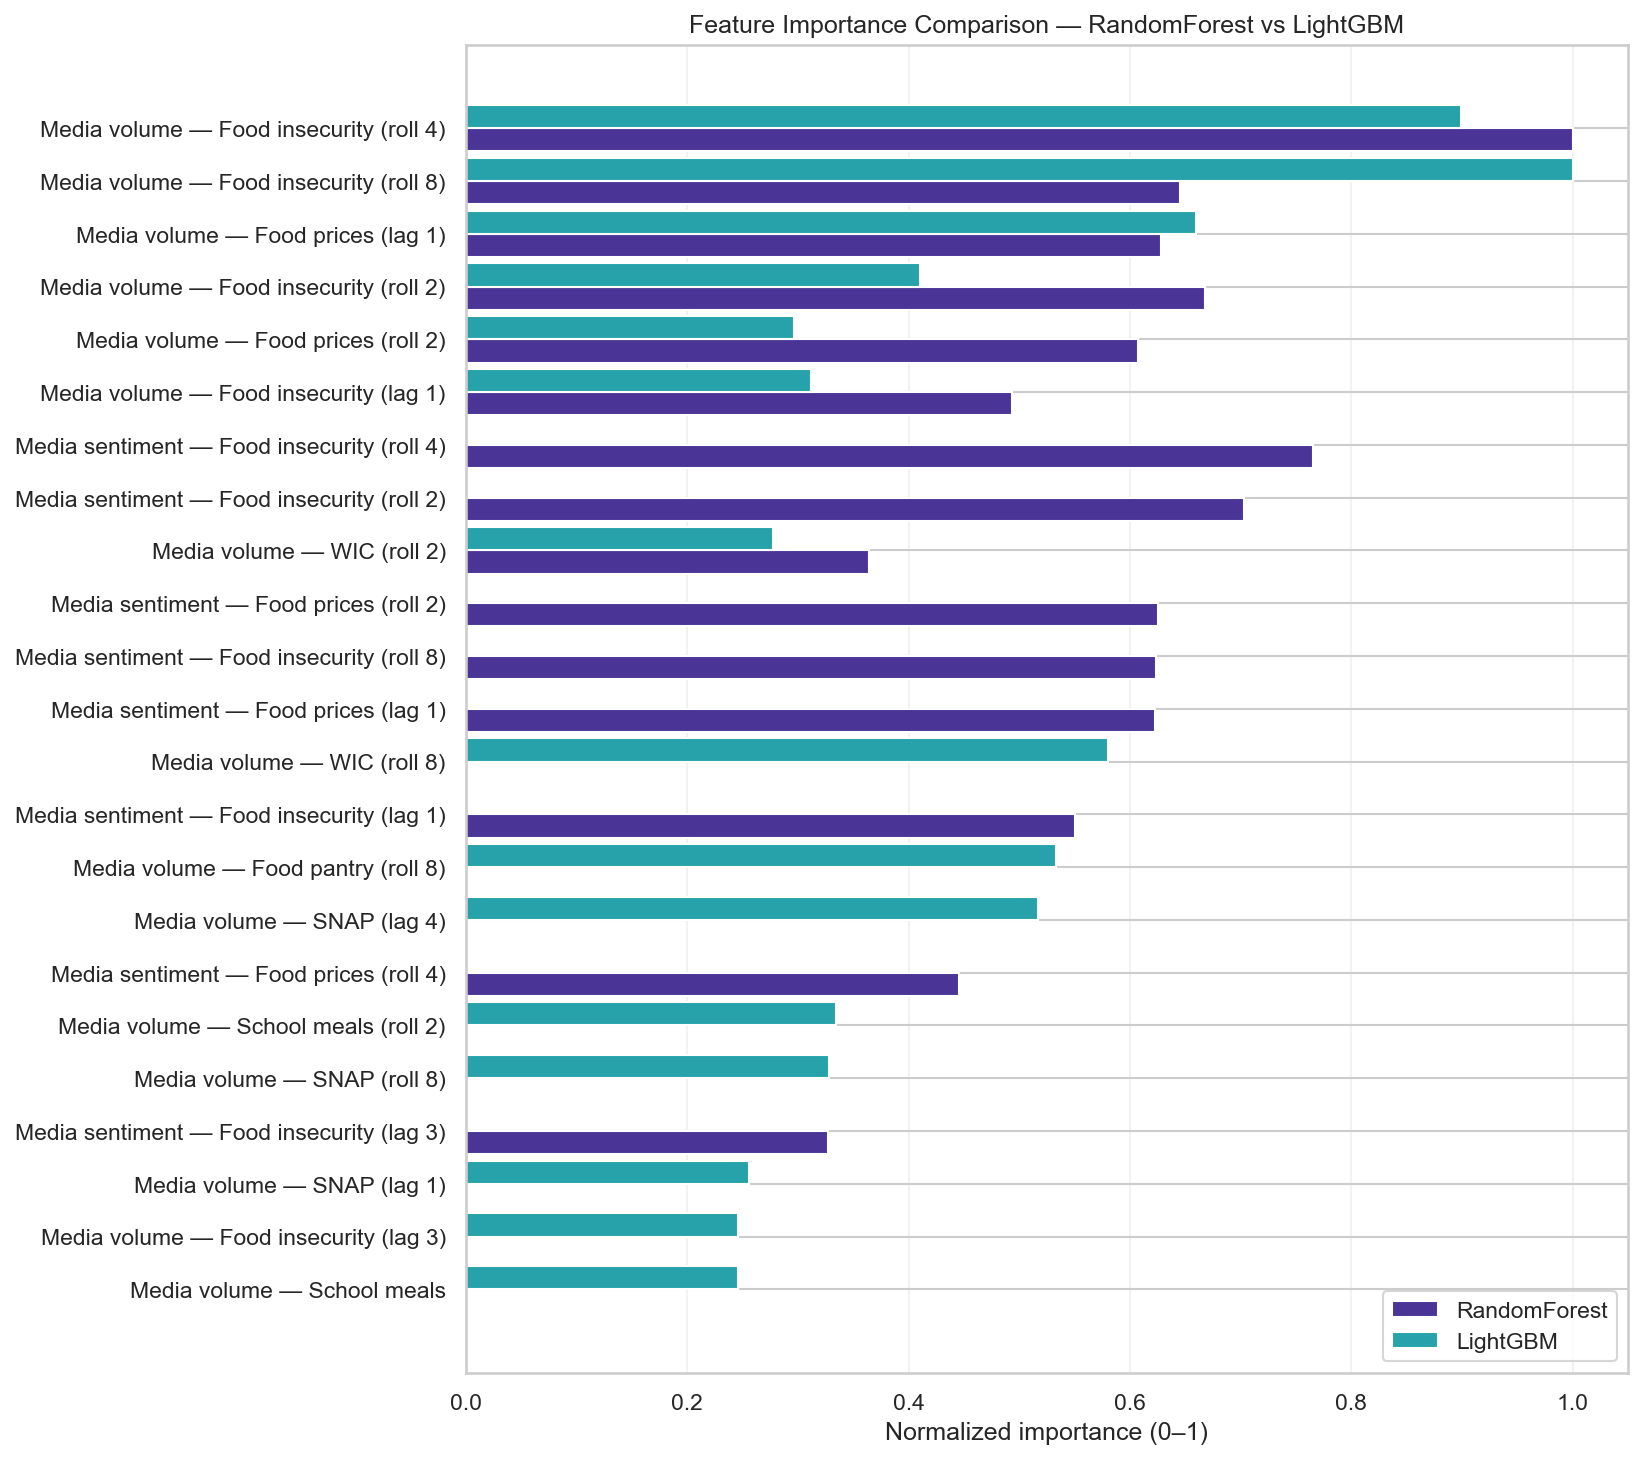 Feature Importance Comparison — RandomForest vs LightGBM
Media volume — Food insecurity (roll 4)
Media volume — Food insecurity (roll 8)
Media volume — Food prices (lag 1)
Media volume — Food insecurity (roll 2)
Media volume — Food prices (roll 2)
Media volume — Food insecurity (lag 1)
Media sentiment — Food insecurity (roll 4)
Media sentiment — Food insecurity (roll 2)
Media volume — WIC (roll 2)
Media sentiment — Food prices (roll 2)
Media sentiment — Food insecurity (roll 8)
Media sentiment — Food prices (lag 1)
Media volume — WIC (roll 8)
Media sentiment — Food insecurity (lag 1)
Media volume — Food pantry (roll 8)
Media volume — SNAP (lag 4)
Media sentiment — Food prices (roll 4)
Media volume — School meals (roll 2)
Media volume — SNAP (roll 8)
Media sentiment — Food insecurity (lag 3)
Media volume — SNAP (lag 1)
Media volume — Food insecurity (lag 3)
Media volume — School meals
RandomForest
LightGBM
0.0 0.2 0.4 0.6 0.8 1.0
Normalized importance (0–1)